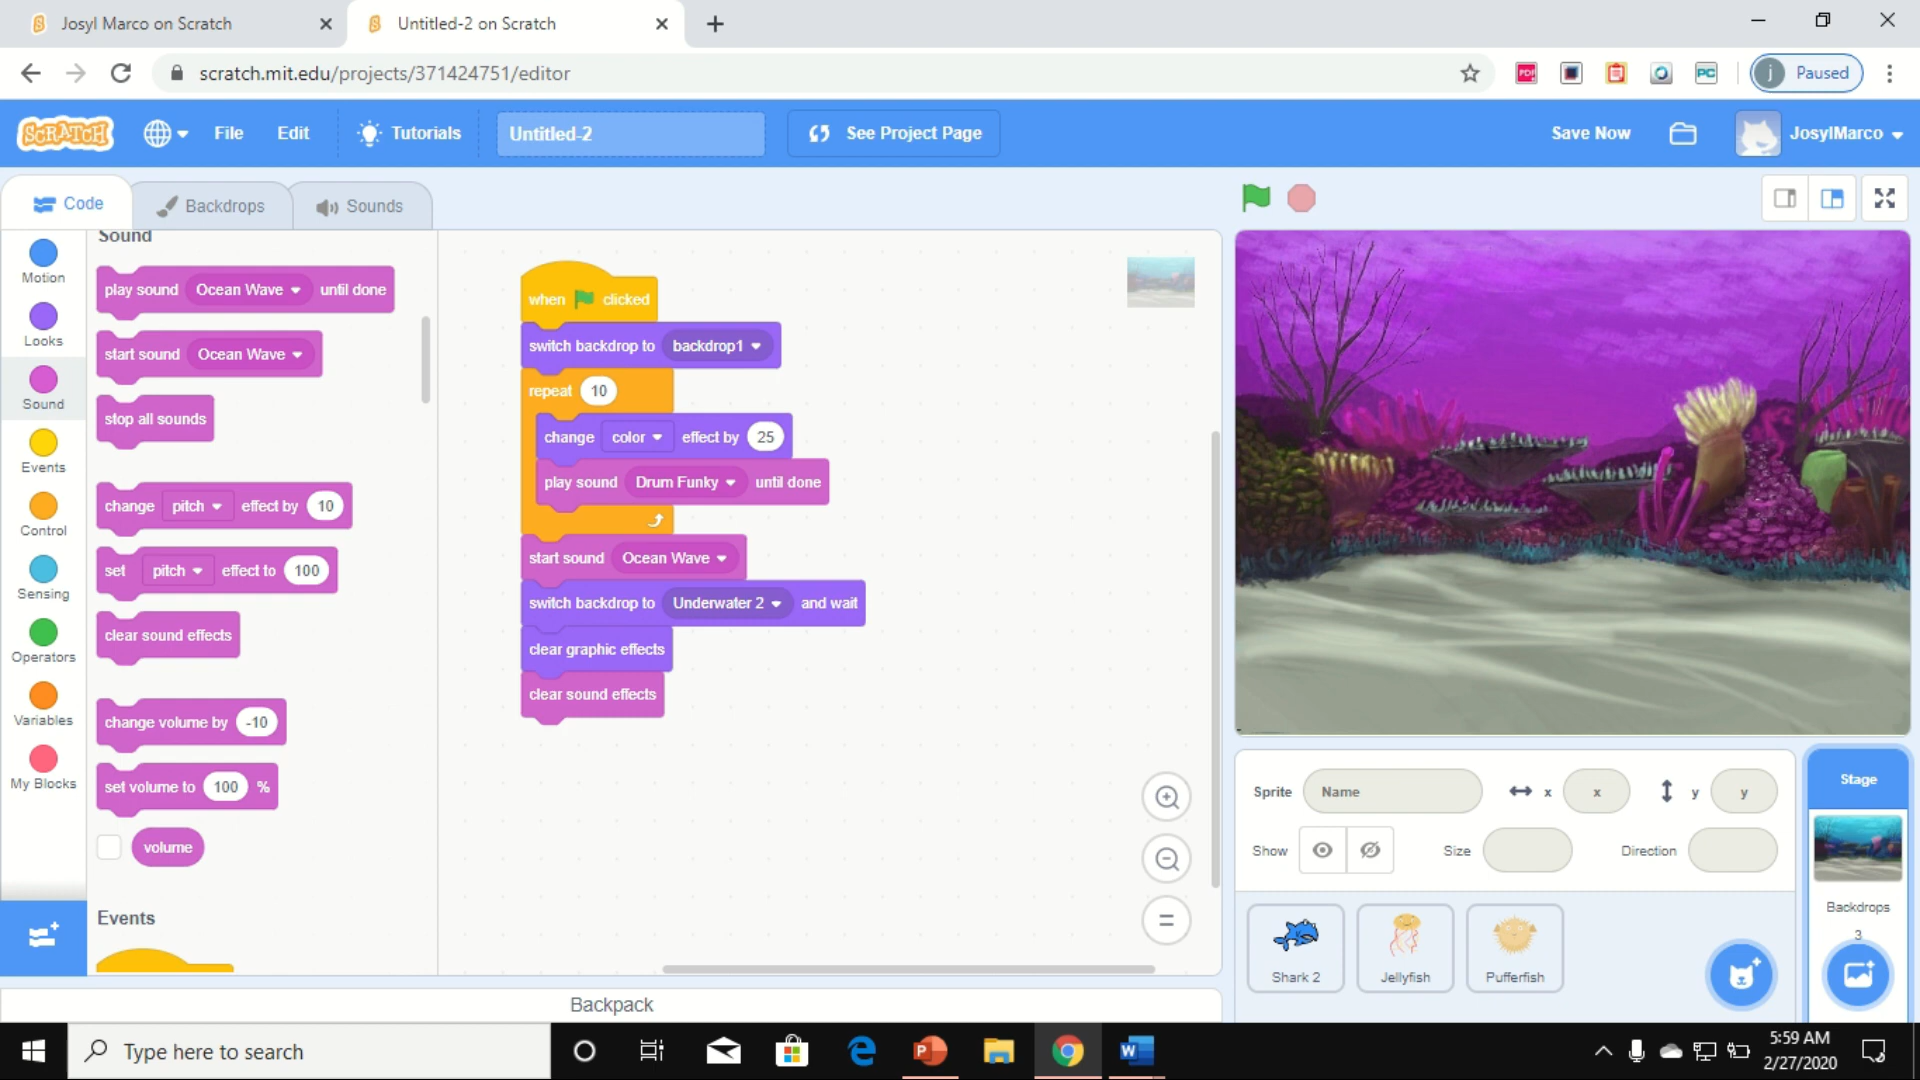 Josyl Marco on Scratch
Untitled-2 on Scratch
scratch.mit.edu/projects/371424751/editor
PDF
PC
j Paused
SCRATCH
File
Edit
Tutorials
Untitled-2
See Project Page
Save Now
JosylMarco
Code
Backdrops
Sounds
Motion
Looks
Sound
Events
Control
Sensing
Operators
Variables
My Blocks
Sound
play sound Ocean Wave until done
start sound Ocean Wave
stop all sounds
change pitch effect by 10
set pitch effect to 100
clear sound effects
change volume by -10
set volume to 100 %
volume
Events
when clicked
switch backdrop to backdrop1
repeat 10
change color effect by 25
play sound Drum Funky until done
start sound Ocean Wave
switch backdrop to Underwater 2 and wait
clear graphic effects
clear sound effects
Sprite Name x x y y
Show Size Direction
Shark 2
Jellyfish
Pufferfish
Stage
Backdrops
3
Backpack
Type here to search
5:59 AM
2/27/2020